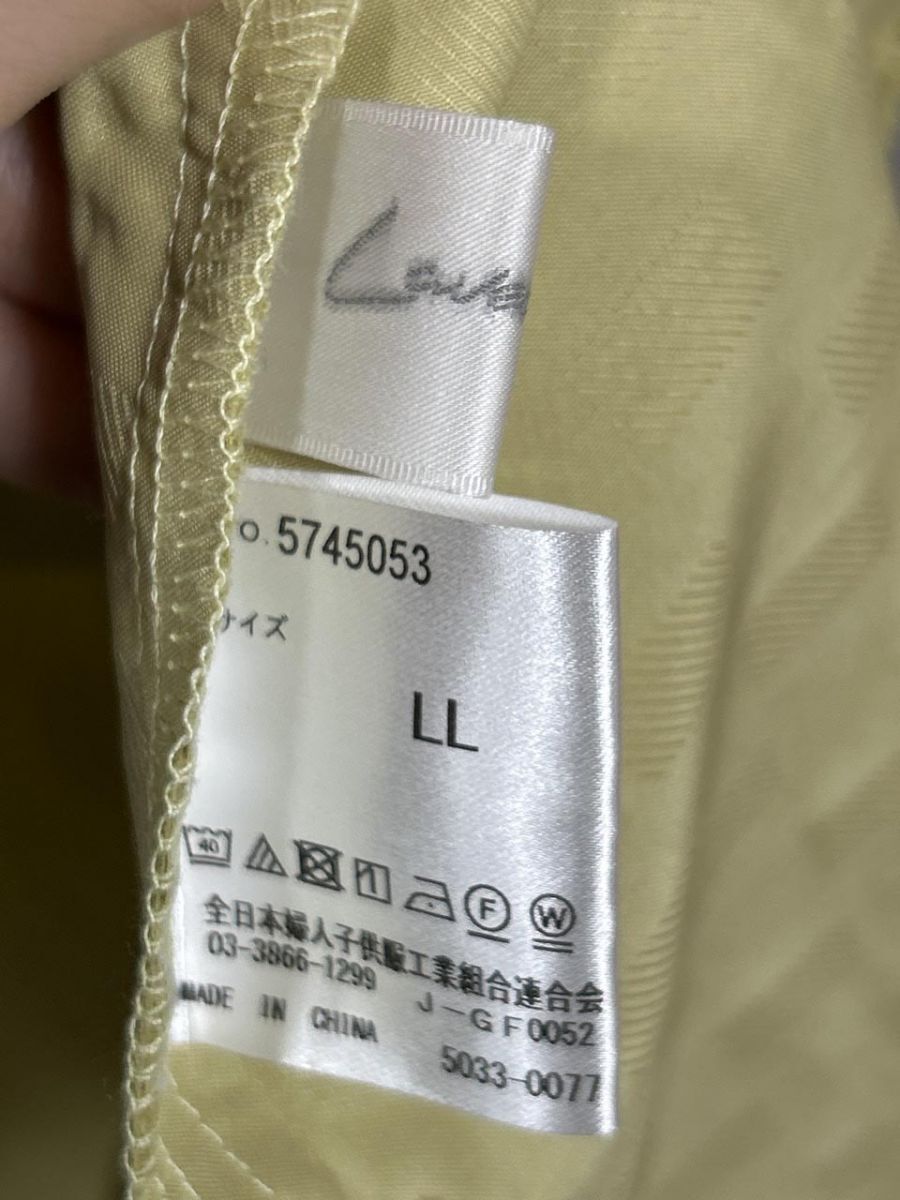 o. 5745053
サイズ
LL
40
F W
全日本婦人子供服工業組合連合会
03-3866-1299 J-GF0052
MADE IN CHINA
5033-0077